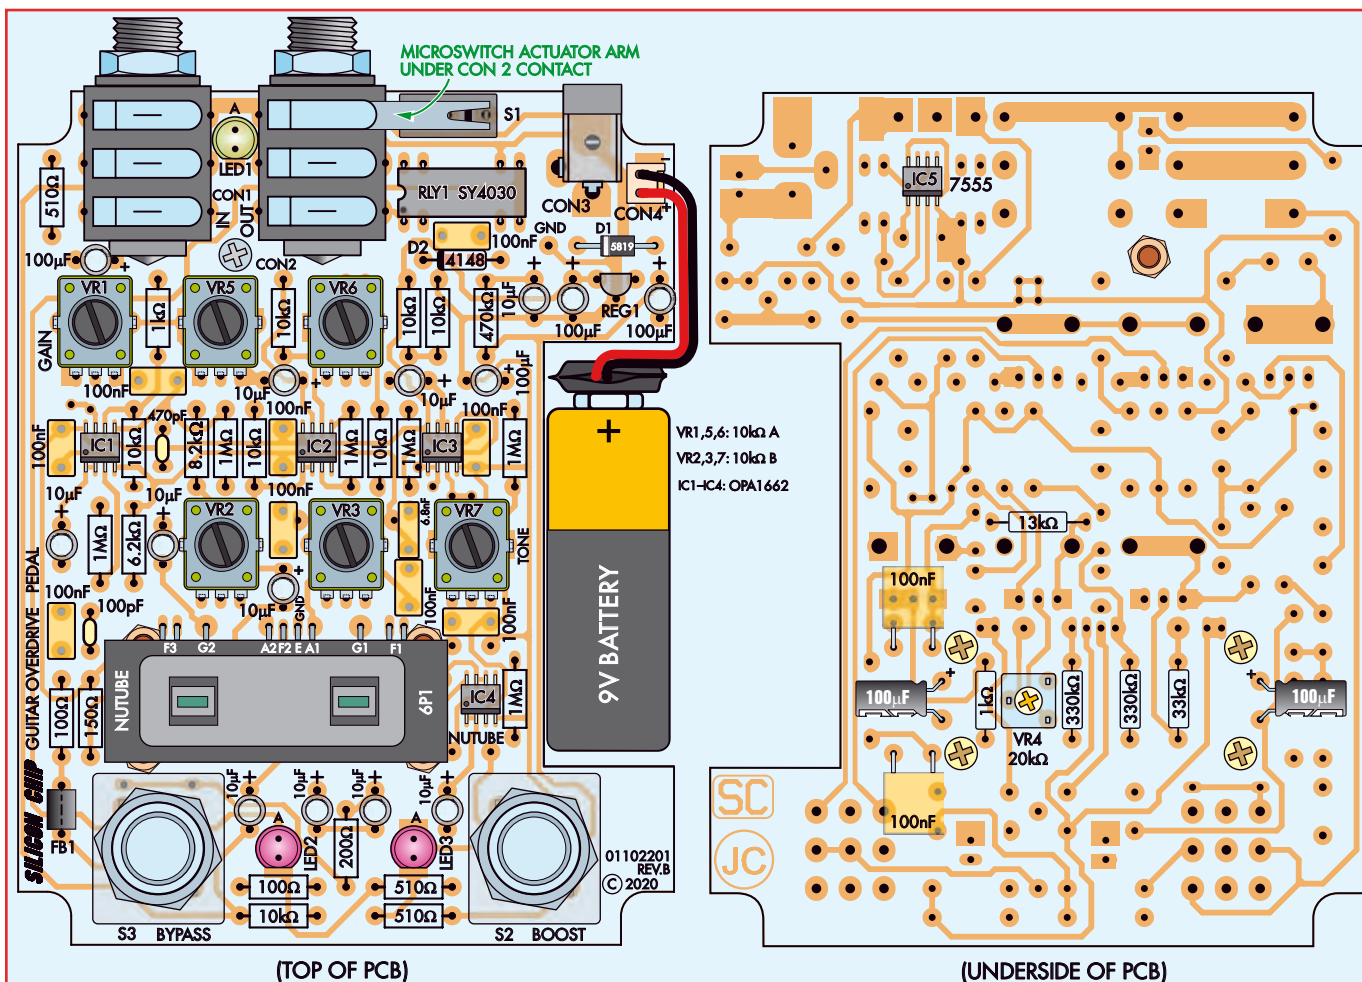 MICROSWITCH ACTUATOR ARM
UNDER CON 2 CONTACT
A
S1
LED1
510Ω
CON1
IN
OUT
RLY1 SY4030
CON3
CON4
−
+
100µF
+
CON2
D2
4148
100nF
GND
D1
5819
REG1
VR1
VR5
VR6
GAIN
1kΩ
10kΩ
10kΩ
10kΩ
470kΩ
10µF
+
+
100µF
+
100µF
100nF
10µF
+
100nF
+
10µF
+
100µF
100nF
470pF
100nF
IC1
10kΩ
8.2kΩ
1MΩ
10kΩ
IC2
1MΩ
10kΩ
1MΩ
IC3
1MΩ
10µF
+
10µF
+
100nF
1MΩ
6.2kΩ
VR2
VR3
6.8nF
VR7
TONE
100nF
100pF
10µF
+
GND
100nF
100nF
F3
G2
A2
F2
E
A1
G1
F1
NUTUBE
6P1
IC4
1MΩ
NUTUBE
100Ω
150Ω
FB1
SILICON CHIP GUITAR OVERDRIVE PEDAL
10µF
+
10µF
+
10µF
+
10µF
+
A
LED2
200Ω
A
LED3
100Ω
510Ω
10kΩ
510Ω
S3 BYPASS
S2 BOOST
01102201
REV.B
© 2020
+
9V BATTERY
VR1,5,6: 10kΩ A
VR2,3,7: 10kΩ B
IC1–IC4: OPA1662
(TOP OF PCB)
IC5
7555
13kΩ
100nF
100µF
+
1kΩ
VR4
20kΩ
330kΩ
330kΩ
33kΩ
+
100µF
100nF
SC
JC
(UNDERSIDE OF PCB)